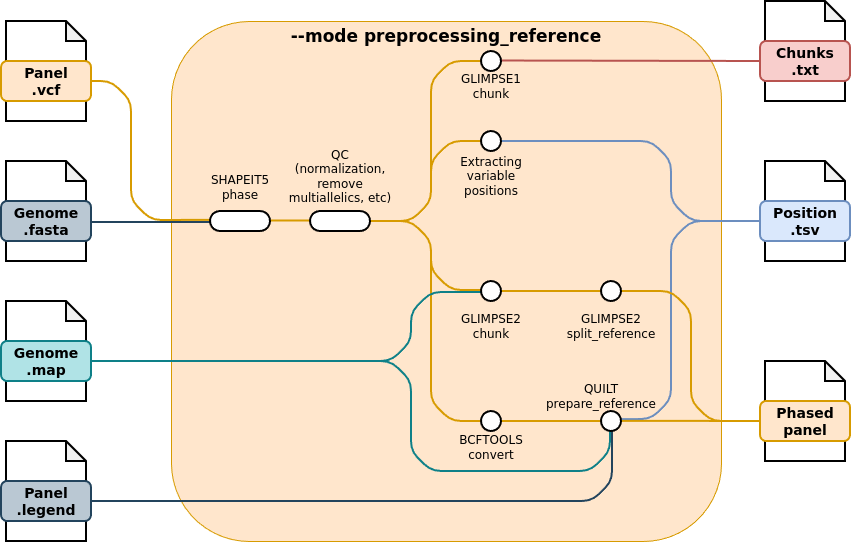 --mode preprocessing_reference
Panel
.vcf
Genome
.fasta
Genome
.map
Panel
.legend
SHAPEIT5
phase
QC
(normalization,
remove
multiallelics, etc)
GLIMPSE1
chunk
Extracting
variable
positions
GLIMPSE2
chunk
GLIMPSE2
split_reference
BCFTOOLS
convert
QUILT
prepare_reference
Chunks
.txt
Position
.tsv
Phased
panel